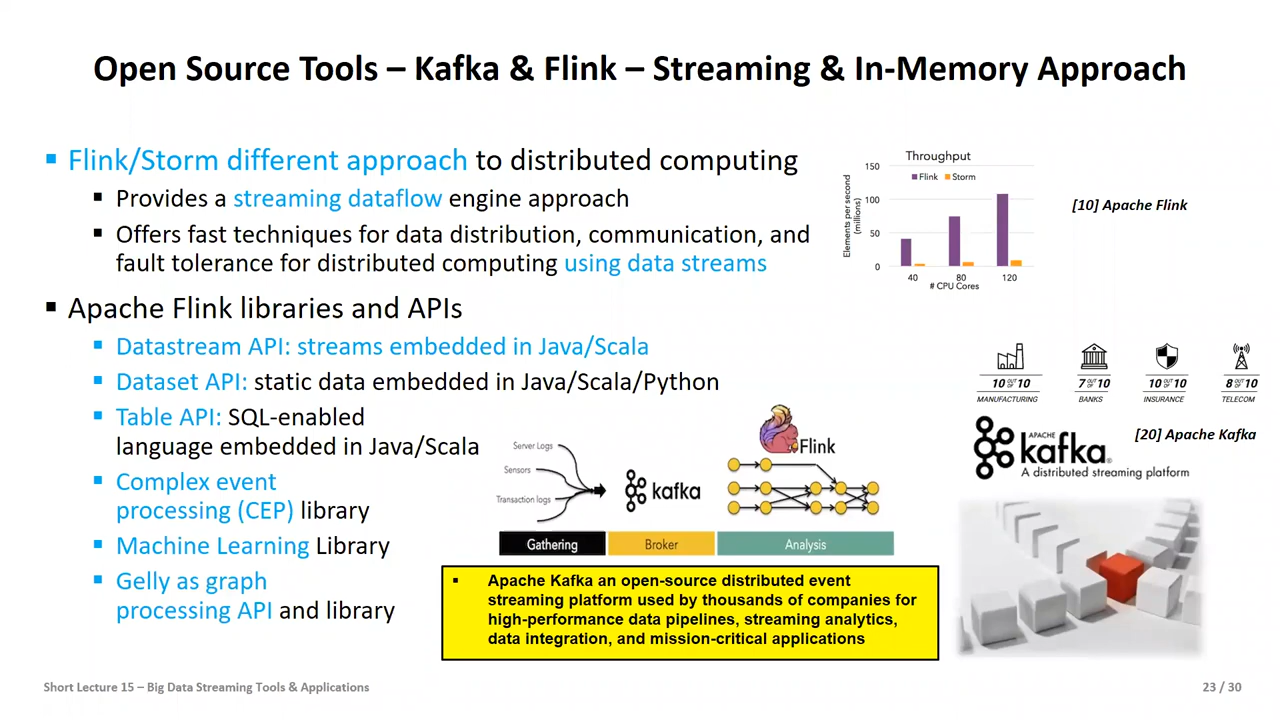 Open Source Tools – Kafka & Flink – Streaming & In-Memory Approach
Flink/Storm different approach to distributed computing
Provides a streaming dataflow engine approach
Offers fast techniques for data distribution, communication, and
fault tolerance for distributed computing using data streams
Apache Flink libraries and APIs
Datastream API: streams embedded in Java/Scala
Dataset API: static data embedded in Java/Scala/Python
Table API: SQL-enabled
language embedded in Java/Scala
Complex event
processing (CEP) library
Machine Learning Library
Gelly as graph
processing API and library
Throughput
Flink Storm
Elements per second
(millions)
150
100
50
0
40 80 120
# CPU Cores
[10] Apache Flink
10 OUT OF 10 7 OUT OF 10 10 OUT OF 10 8 OUT OF 10
MANUFACTURING BANKS INSURANCE TELECOM
APACHE
kafka®
A distributed streaming platform
[20] Apache Kafka
Server Logs
Sensors
Transaction logs
kafka
Flink
Gathering Broker Analysis
Apache Kafka an open-source distributed event
streaming platform used by thousands of companies for
high-performance data pipelines, streaming analytics,
data integration, and mission-critical applications
Short Lecture 15 – Big Data Streaming Tools & Applications
23 / 30